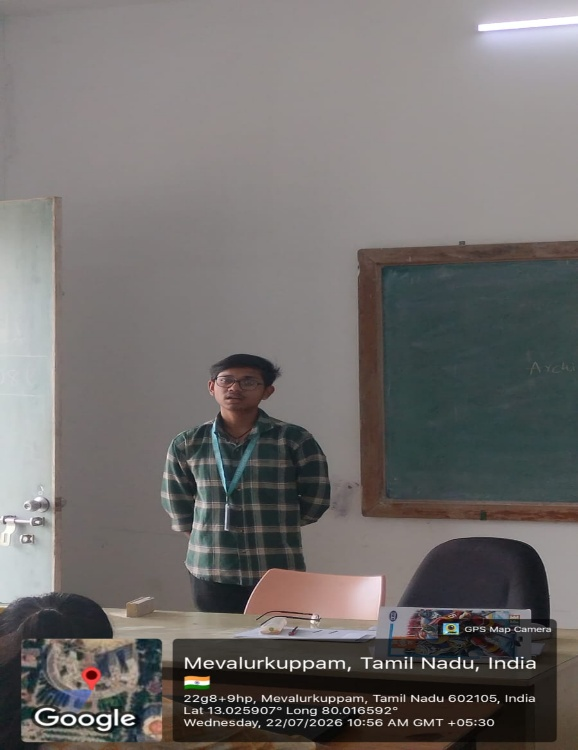 Archi
GPS Map Camera
Mevalurkuppam, Tamil Nadu, India
🇮🇳
22g8+9hp, Mevalurkuppam, Tamil Nadu 602105, India
Lat 13.025907° Long 80.016592°
Wednesday, 22/07/2026 10:56 AM GMT +05:30
Google